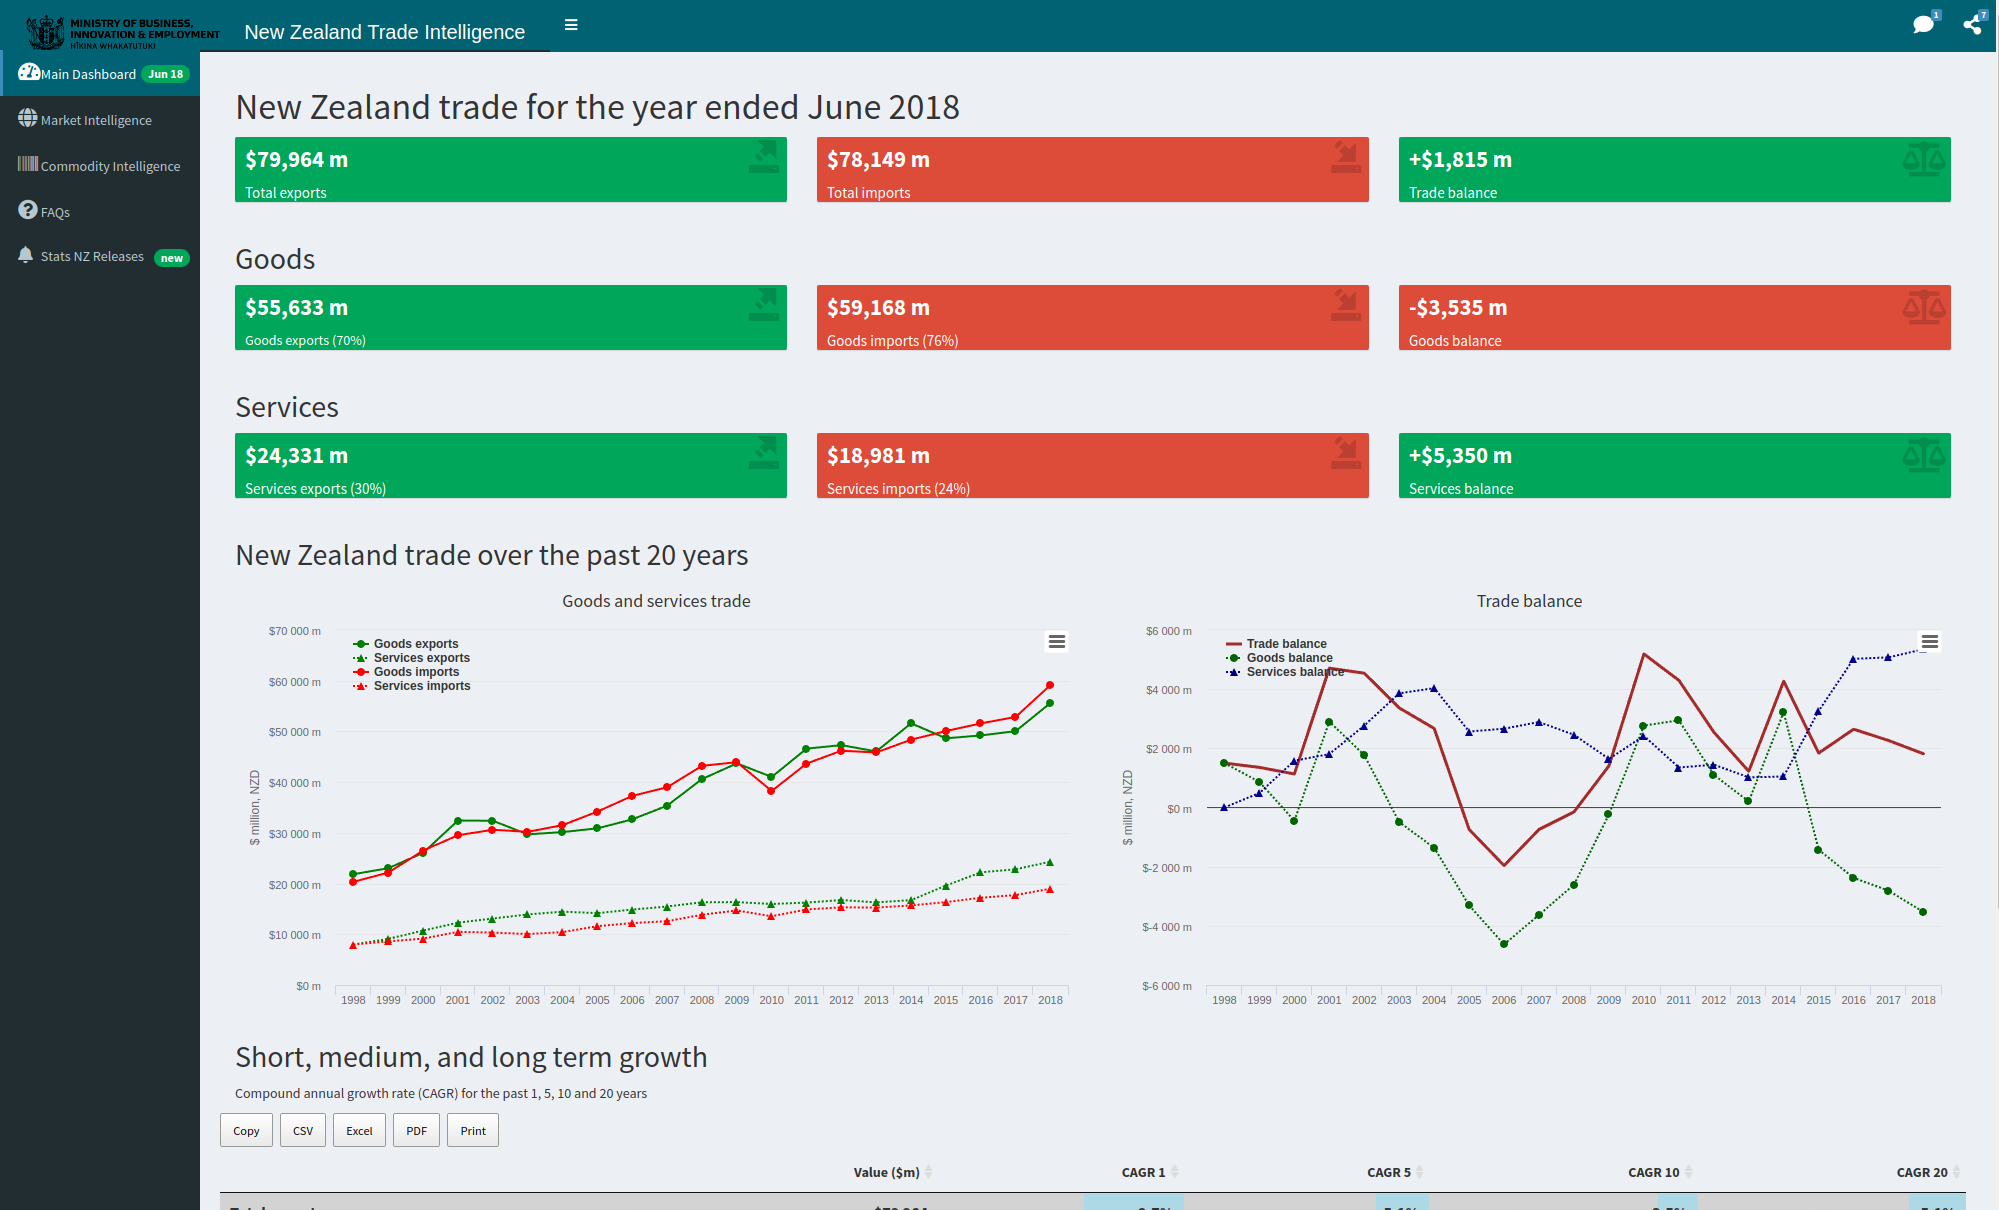 MINISTRY OF BUSINESS,
INNOVATION & EMPLOYMENT
HĪKINA WHAKATUTUKI
New Zealand Trade Intelligence
1
7
Main Dashboard Jun 18
Market Intelligence
Commodity Intelligence
FAQs
Stats NZ Releases new
New Zealand trade for the year ended June 2018
$79,964 m
Total exports
$78,149 m
Total imports
+$1,815 m
Trade balance
Goods
$55,633 m
Goods exports (70%)
$59,168 m
Goods imports (76%)
-$3,535 m
Goods balance
Services
$24,331 m
Services exports (30%)
$18,981 m
Services imports (24%)
+$5,350 m
Services balance
New Zealand trade over the past 20 years
Goods and services trade
$ million, NZD
$70 000 m
$60 000 m
$50 000 m
$40 000 m
$30 000 m
$20 000 m
$10 000 m
$0 m
Goods exports
Services exports
Goods imports
Services imports
1998 1999 2000 2001 2002 2003 2004 2005 2006 2007 2008 2009 2010 2011 2012 2013 2014 2015 2016 2017 2018
Trade balance
$ million, NZD
$6 000 m
$4 000 m
$2 000 m
$0 m
$-2 000 m
$-4 000 m
$-6 000 m
Trade balance
Goods balance
Services balance
1998 1999 2000 2001 2002 2003 2004 2005 2006 2007 2008 2009 2010 2011 2012 2013 2014 2015 2016 2017 2018
Short, medium, and long term growth
Compound annual growth rate (CAGR) for the past 1, 5, 10 and 20 years
Copy CSV Excel PDF Print
Value ($m) CAGR 1 CAGR 5 CAGR 10 CAGR 20